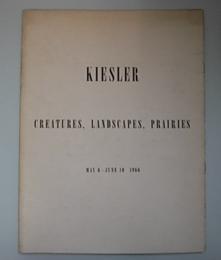 KIESLER
CREATURES, LANDSCAPES, PRAIRIES
MAY 6 - JUNE 10 1966